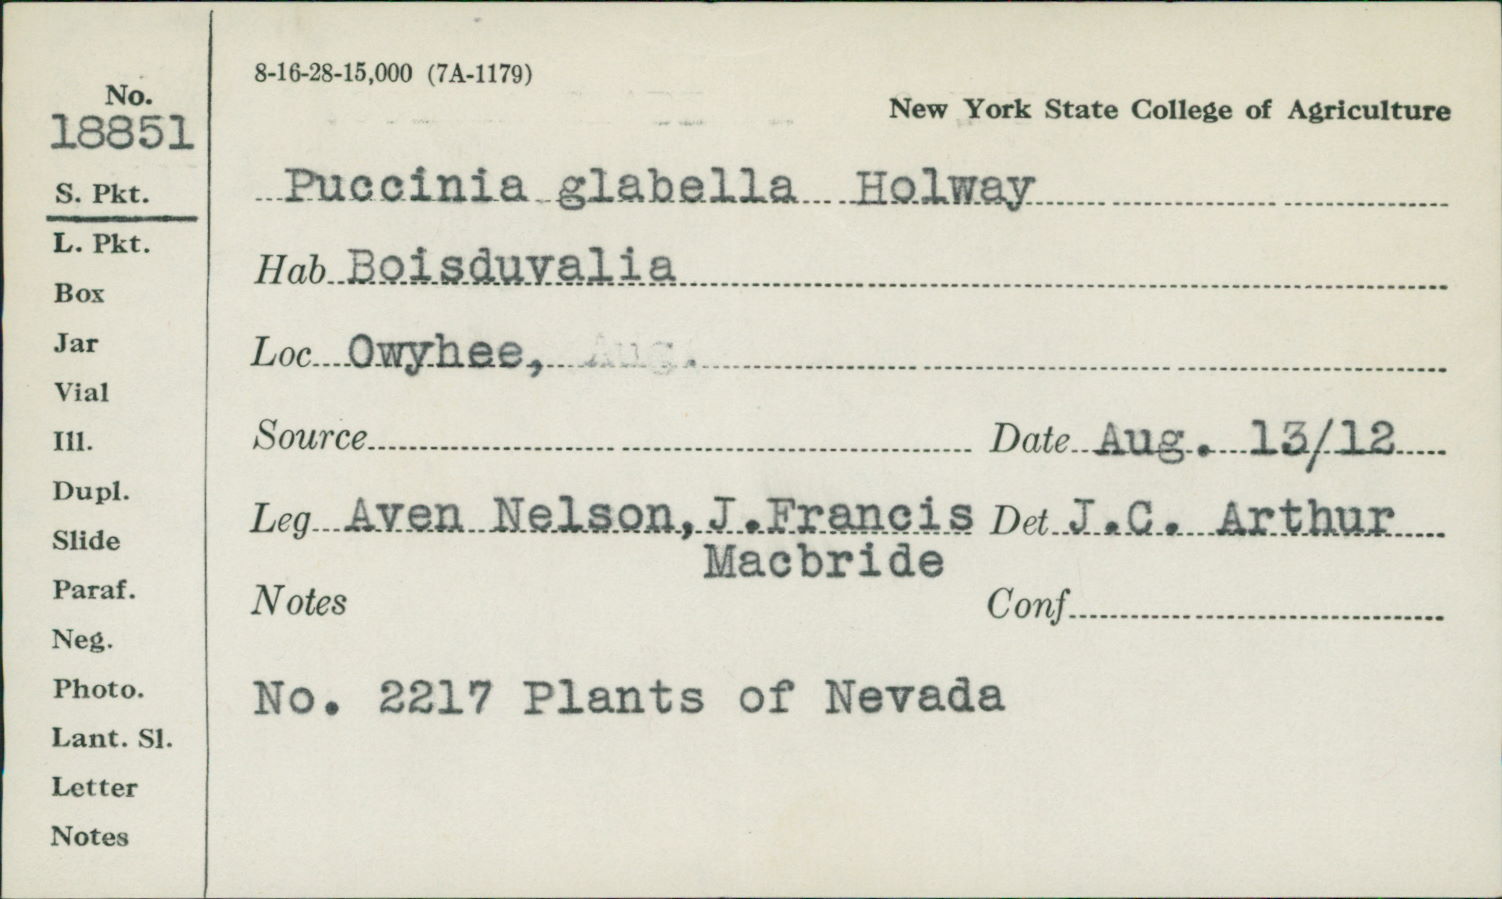 8-16-28-15,000 (7A-1179)
New York State College of Agriculture
No.
18851
S. Pkt.
L. Pkt.
Box
Jar
Vial
Ill.
Dupl.
Slide
Paraf.
Neg.
Photo.
Lant. Sl.
Letter
Notes
Puccinia glabella Holway
Hab Boisduvalia
Loc Owyhee, Aug.
Source Date Aug. 13/12
Leg Aven Nelson, J.Francis Det J.C. Arthur
Macbride
Notes Conf
No. 2217 Plants of Nevada